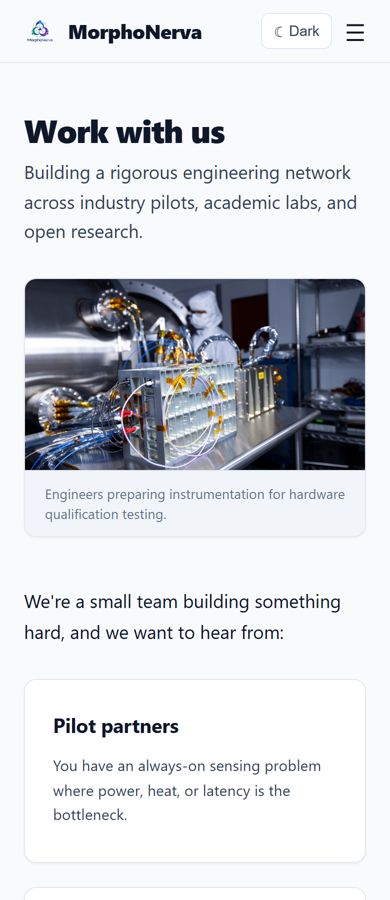 MorphoNerva
MorphoNerva
☾ Dark
Work with us
Building a rigorous engineering network
across industry pilots, academic labs, and
open research.
Engineers preparing instrumentation for hardware
qualification testing.
We're a small team building something
hard, and we want to hear from:
Pilot partners
You have an always-on sensing problem
where power, heat, or latency is the
bottleneck.